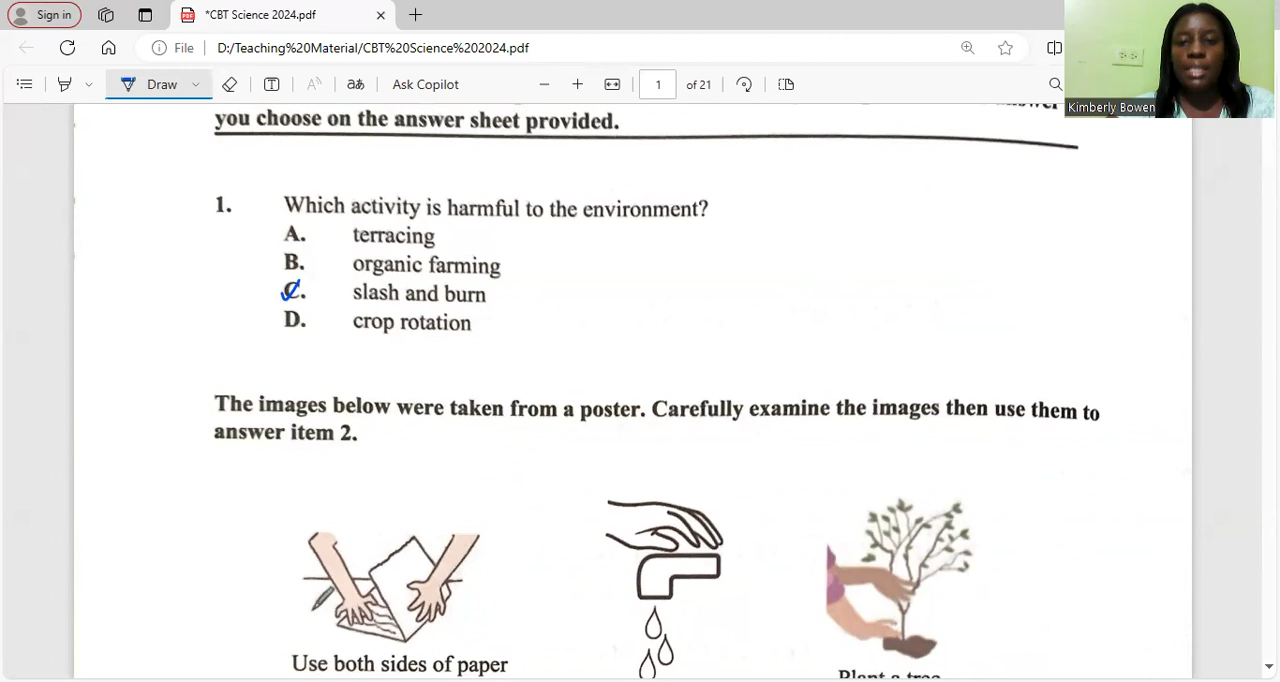 Sign in
*CBT Science 2024.pdf
File
D:/Teaching%20Material/CBT%20Science%202024.pdf
Draw
Ask Copilot
1 of 21
Kimberly Bowen
you choose on the answer sheet provided.
1. Which activity is harmful to the environment?
A. terracing
B. organic farming
C. slash and burn
D. crop rotation
The images below were taken from a poster. Carefully examine the images then use them to
answer item 2.
Use both sides of paper
Plant a tree